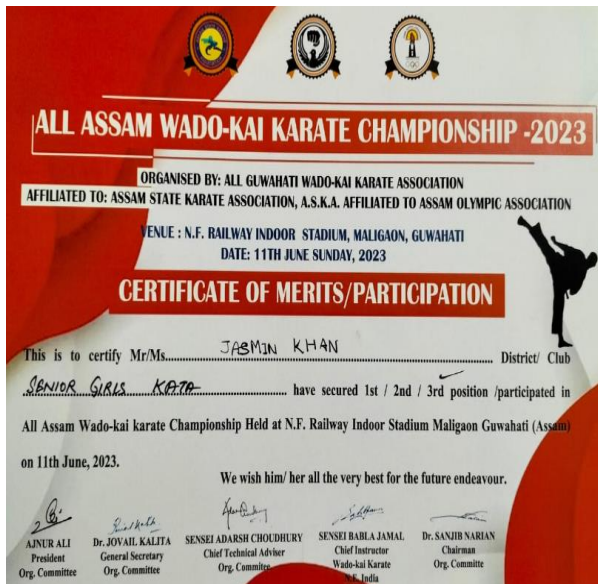 ALL ASSAM WADO-KAI KARATE CHAMPIONSHIP -2023
ORGANISED BY: ALL GUWAHATI WADO-KAI KARATE ASSOCIATION
AFFILIATED TO: ASSAM STATE KARATE ASSOCIATION, A.S.K.A. AFFILIATED TO ASSAM OLYMPIC ASSOCIATION
VENUE : N.F. RAILWAY INDOOR STADIUM, MALIGAON, GUWAHATI
DATE: 11TH JUNE SUNDAY, 2023
CERTIFICATE OF MERITS/PARTICIPATION
This is to certify Mr/Ms. JASMIN KHAN District/ Club
SENIOR GIRLS KATA have secured 1st / 2nd / 3rd position /participated in
All Assam Wado-kai karate Championship Held at N.F. Railway Indoor Stadium Maligaon Guwahati (Assam)
on 11th June, 2023.
We wish him/ her all the very best for the future endeavour.
AJNUR ALI
President
Org. Committee
Dr. JOVAIL KALITA
General Secretary
Org. Committee
SENSEI ADARSH CHOUDHURY
Chief Technical Adviser
Org. Commitee
SENSEI BABLA JAMAL
Chief Instructor
Wado-kai Karate
N.F. India
Dr. SANJIB NARIAN
Chairman
Org. Committe